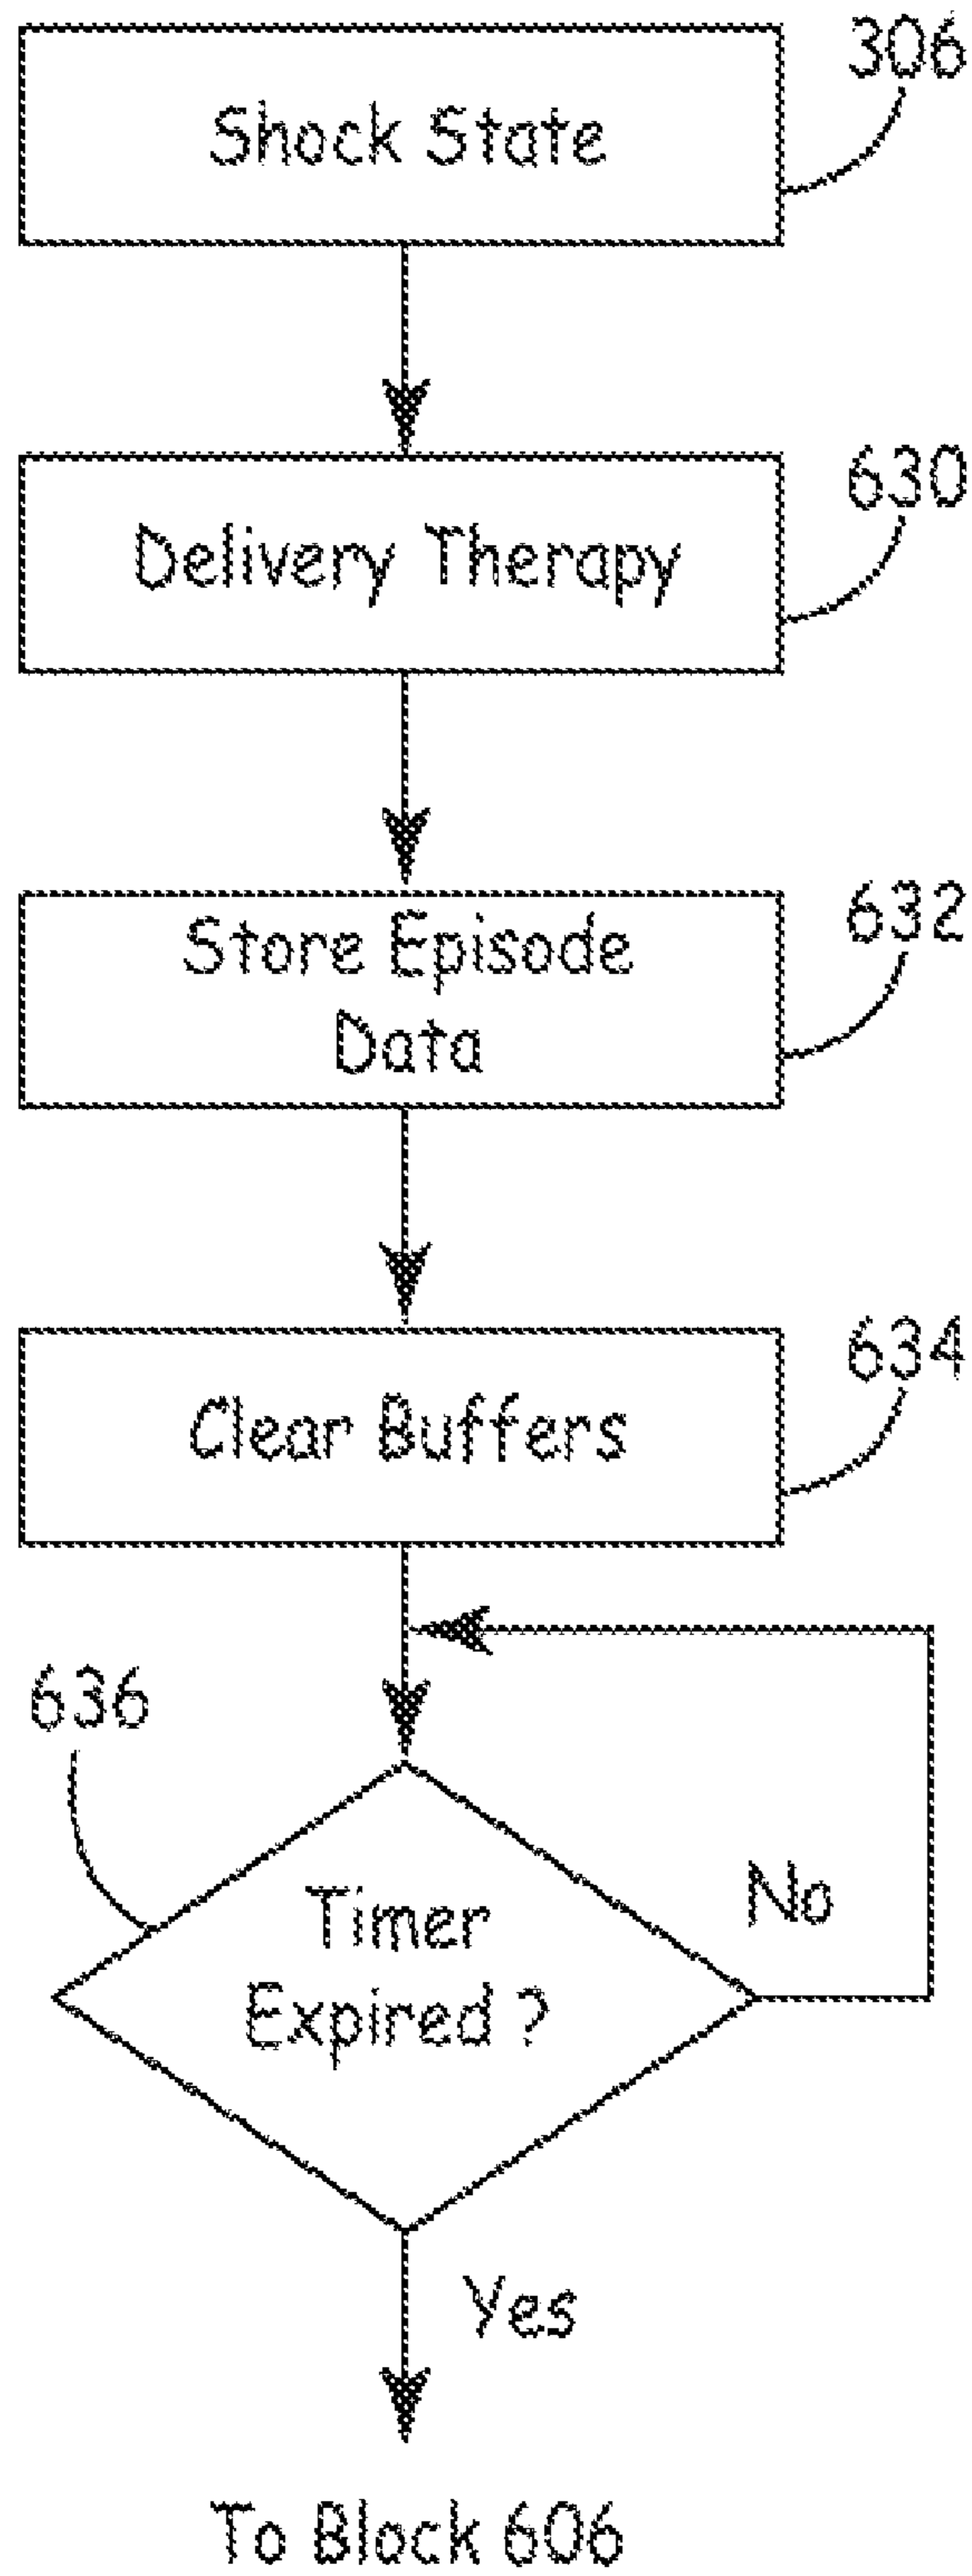 306
Shock State
630
Delivery Therapy
632
Store Episode
Data
634
Clear Buffers
636
No
Timer
Expired ?
Yes
To Block 606